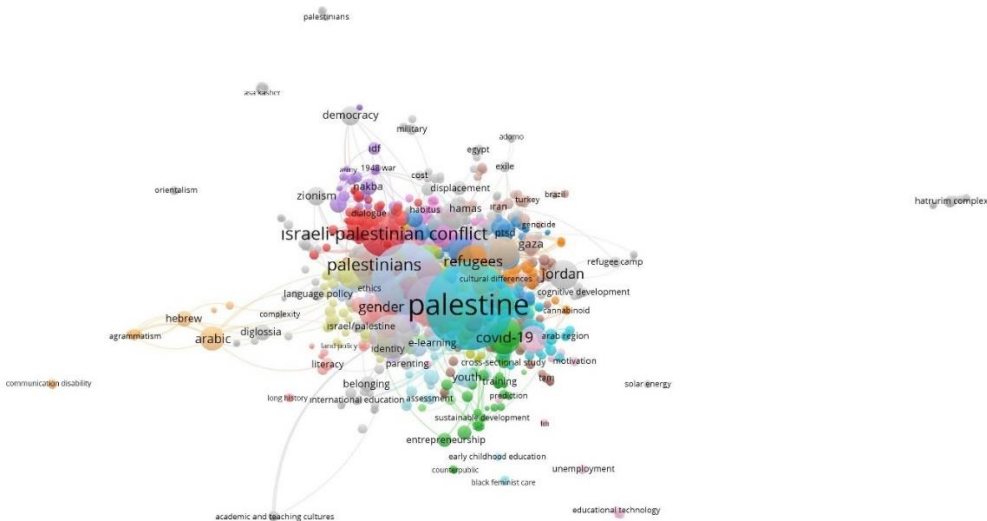 palestinians
asa kasher
democracy
military
adorno
idf
egypt
army
1948 war
exile
cost
nakba
displacement
zionism
turkey
brazil
orientalism
hatrurim complex
dialogue
habitus
hamas
iran
genocide
israeli-palestinian conflict
ptsd
gaza
palestinians
refugees
refugee camp
jordan
cultural differences
ethics
language policy
cognitive development
gender
palestine
hebrew
complexity
cannabinoid
israel/palestine
agrammatism
arabic
diglossia
covid-19
arab region
land policy
identity
e-learning
literacy
parenting
cross-sectional study
motivation
communication disability
belonging
youth
training
tam
solar energy
long history
international education
assessment
prediction
sustainable development
entrepreneurship
early childhood education
counterpublic
unemployment
black feminist care
educational technology
academic and teaching cultures